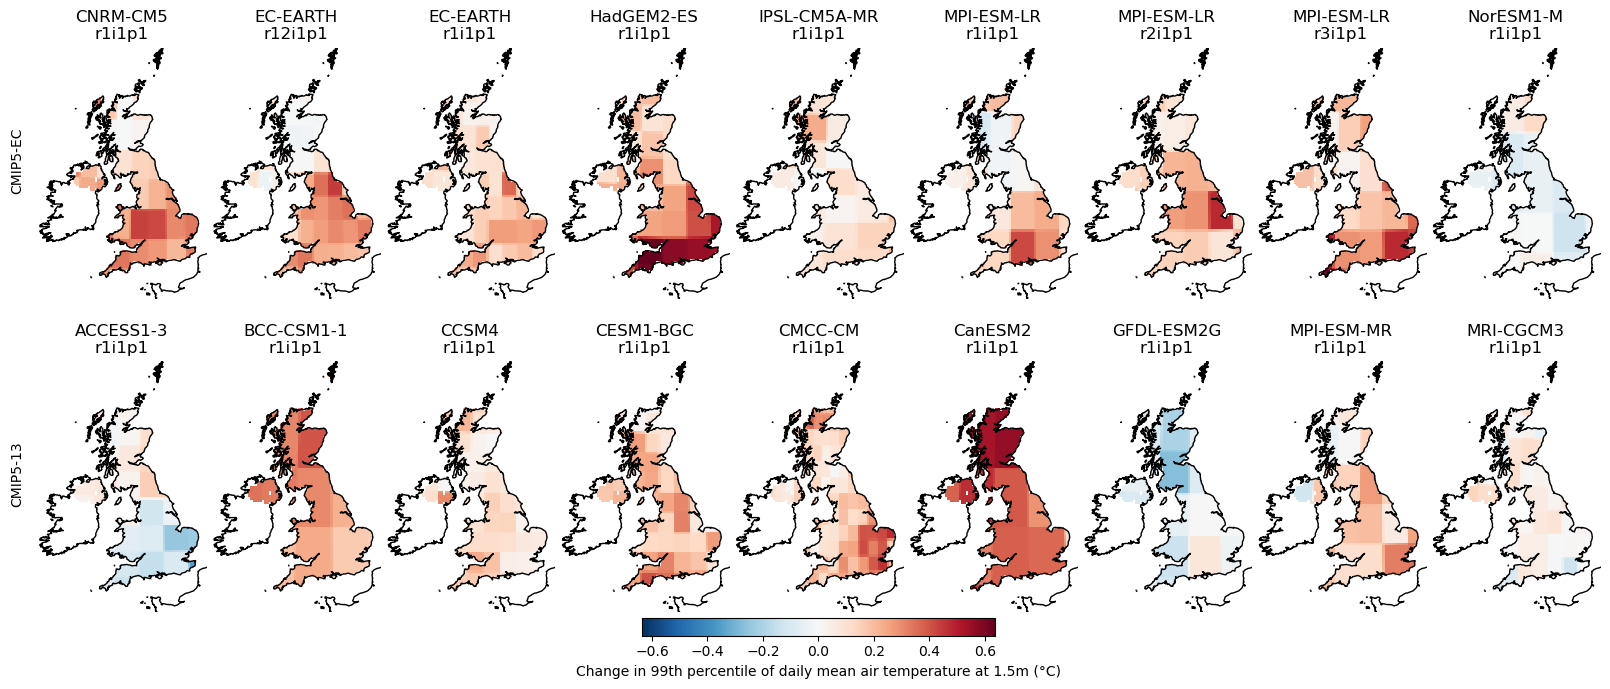 CNRM-CM5
r1i1p1
EC-EARTH
r12i1p1
EC-EARTH
r1i1p1
HadGEM2-ES
r1i1p1
IPSL-CM5A-MR
r1i1p1
MPI-ESM-LR
r1i1p1
MPI-ESM-LR
r2i1p1
MPI-ESM-LR
r3i1p1
NorESM1-M
r1i1p1
CMIP5-EC
ACCESS1-3
r1i1p1
BCC-CSM1-1
r1i1p1
CCSM4
r1i1p1
CESM1-BGC
r1i1p1
CMCC-CM
r1i1p1
CanESM2
r1i1p1
GFDL-ESM2G
r1i1p1
MPI-ESM-MR
r1i1p1
MRI-CGCM3
r1i1p1
CMIP5-13
−0.6 −0.4 −0.2 0.0 0.2 0.4 0.6
Change in 99th percentile of daily mean air temperature at 1.5m (°C)